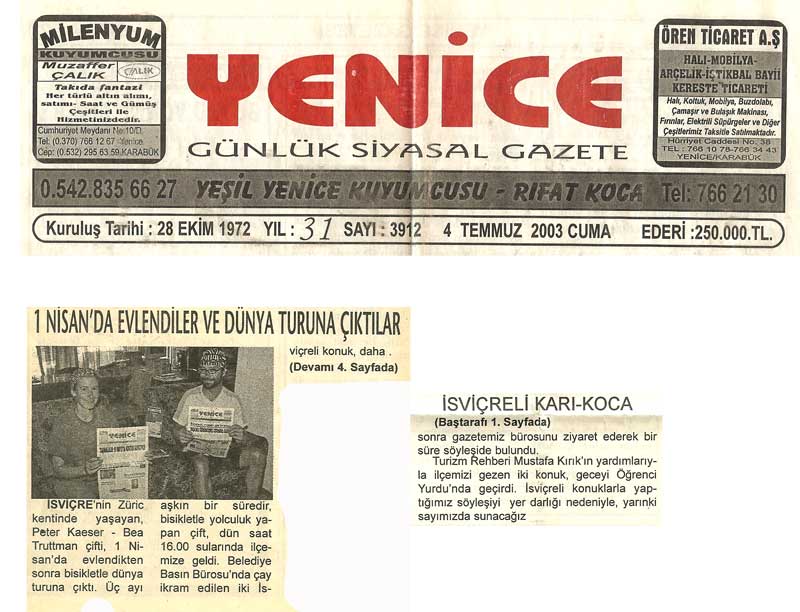 MİLENYUM
KUYUMCUSU
Muzaffer
ÇALIK
ÇALIK
Takıda fantazi
Her türlü altın alımı,
satımı- Saat ve Gümüş
Çeşitleri ile
Hizmetinizdedir.
Cumhuriyet Meydanı No:10/D.
Tel: (0.370) 766 12 67 Yenice
Cep: (0.532) 295 63 59 KARABÜK
YENİCE
GÜNLÜK SİYASAL GAZETE
ÖREN TİCARET A.Ş
HALI-MOBİLYA-
ARÇELİK-İŞTİKBAL BAYİİ
KERESTE TİCARETİ
Halı, Koltuk, Mobilya, Buzdolabı,
Çamaşır ve Bulaşık Makinası,
Fırınlar, Elektrili Süpürgeler ve Diğer
Çeşitlerimiz Taksitle Satılmaktadır.
Hürriyet Caddesi No. 38
TEL : 766 10 78-766 34 43
YENİCE/KARABÜK
0.542.835 66 27 YEŞİL YENİCE KUYUMCUSU - RIFAT KOCA Tel: 766 21 30
Kuruluş Tarihi : 28 EKİM 1972 YIL : 31 SAYI : 3912 4 TEMMUZ 2003 CUMA EDERİ :250.000.TL.
1 NİSAN'DA EVLENDİLER VE DÜNYA TURUNA ÇIKTILAR
YENİCE
YENİCE
İSVİÇRE'nin Züric
kentinde yaşayan,
Peter Kaeser - Bea
Truttman çifti, 1 Ni-
san'da evlendikten
sonra bisikletle dünya
turuna çıktı. Üç ayı
aşkın bir süredir,
bisikletle yolculuk ya-
pan çift, dün saat
16.00 sularında ilçe-
mize geldi. Belediye
Basın Bürosu'nda çay
ikram edilen iki İs-
viçreli konuk, daha .
(Devamı 4. Sayfada)
İSVİÇRELİ KARI-KOCA
(Baştarafı 1. Sayfada)
sonra gazetemiz bürosunu ziyaret ederek bir
süre söyleşide bulundu.
Turizm Rehberi Mustafa Kırık'ın yardımlarıy-
la ilçemizi gezen iki konuk, geceyi Öğrenci
Yurdu'nda geçirdi. İsviçreli konuklarla yap-
tığımız söyleşiyi yer darlığı nedeniyle, yarınki
sayımızda sunacağız